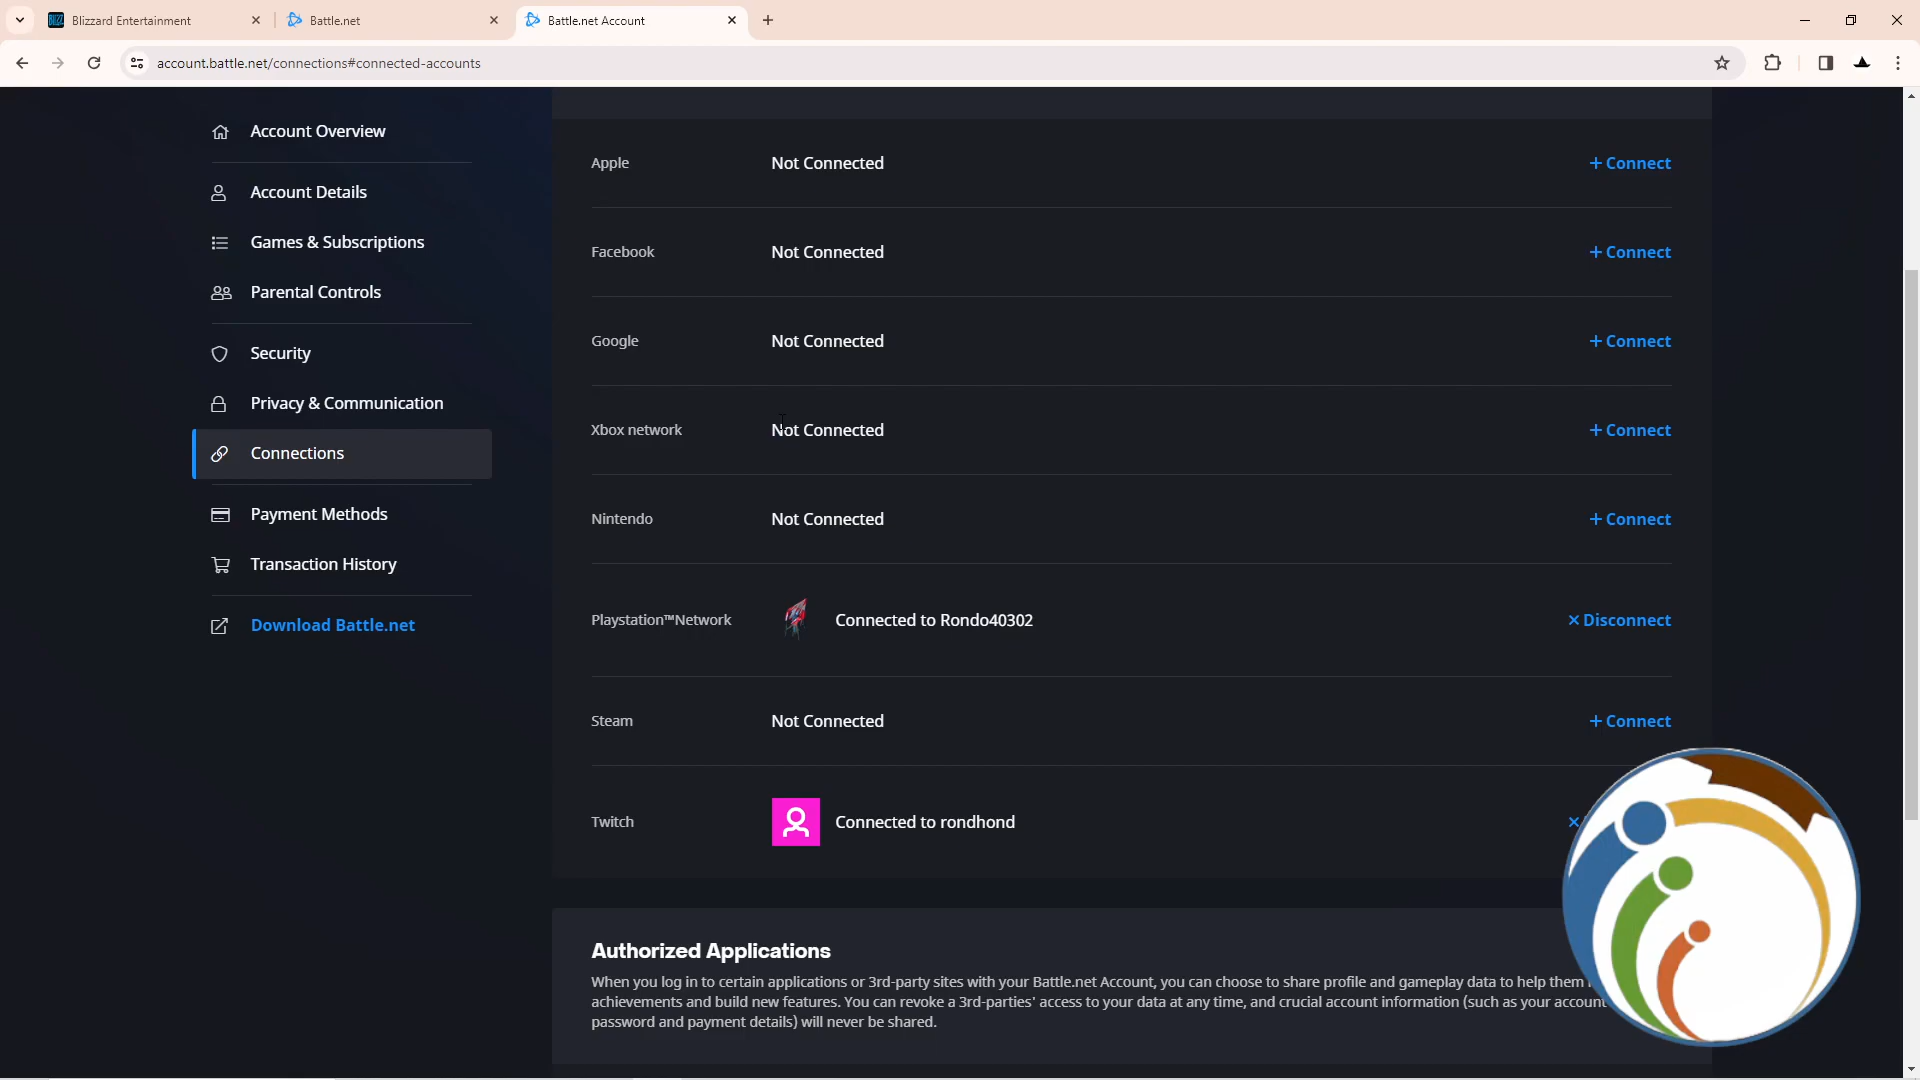 Blizzard Entertainment
Battle.net
Battle.net Account
account.battle.net/connections#connected-accounts
Account Overview
Account Details
Games & Subscriptions
Parental Controls
Security
Privacy & Communication
Connections
Payment Methods
Transaction History
Download Battle.net
Apple Not Connected + Connect
Facebook Not Connected + Connect
Google Not Connected + Connect
Xbox network Not Connected + Connect
Nintendo Not Connected + Connect
Playstation™Network Connected to Rondo40302 × Disconnect
Steam Not Connected + Connect
Twitch Connected to rondhond ×
Authorized Applications
When you log in to certain applications or 3rd-party sites with your Battle.net Account, you can choose to share profile and gameplay data to help them
achievements and build new features. You can revoke a 3rd-parties' access to your data at any time, and crucial account information (such as your account
password and payment details) will never be shared.